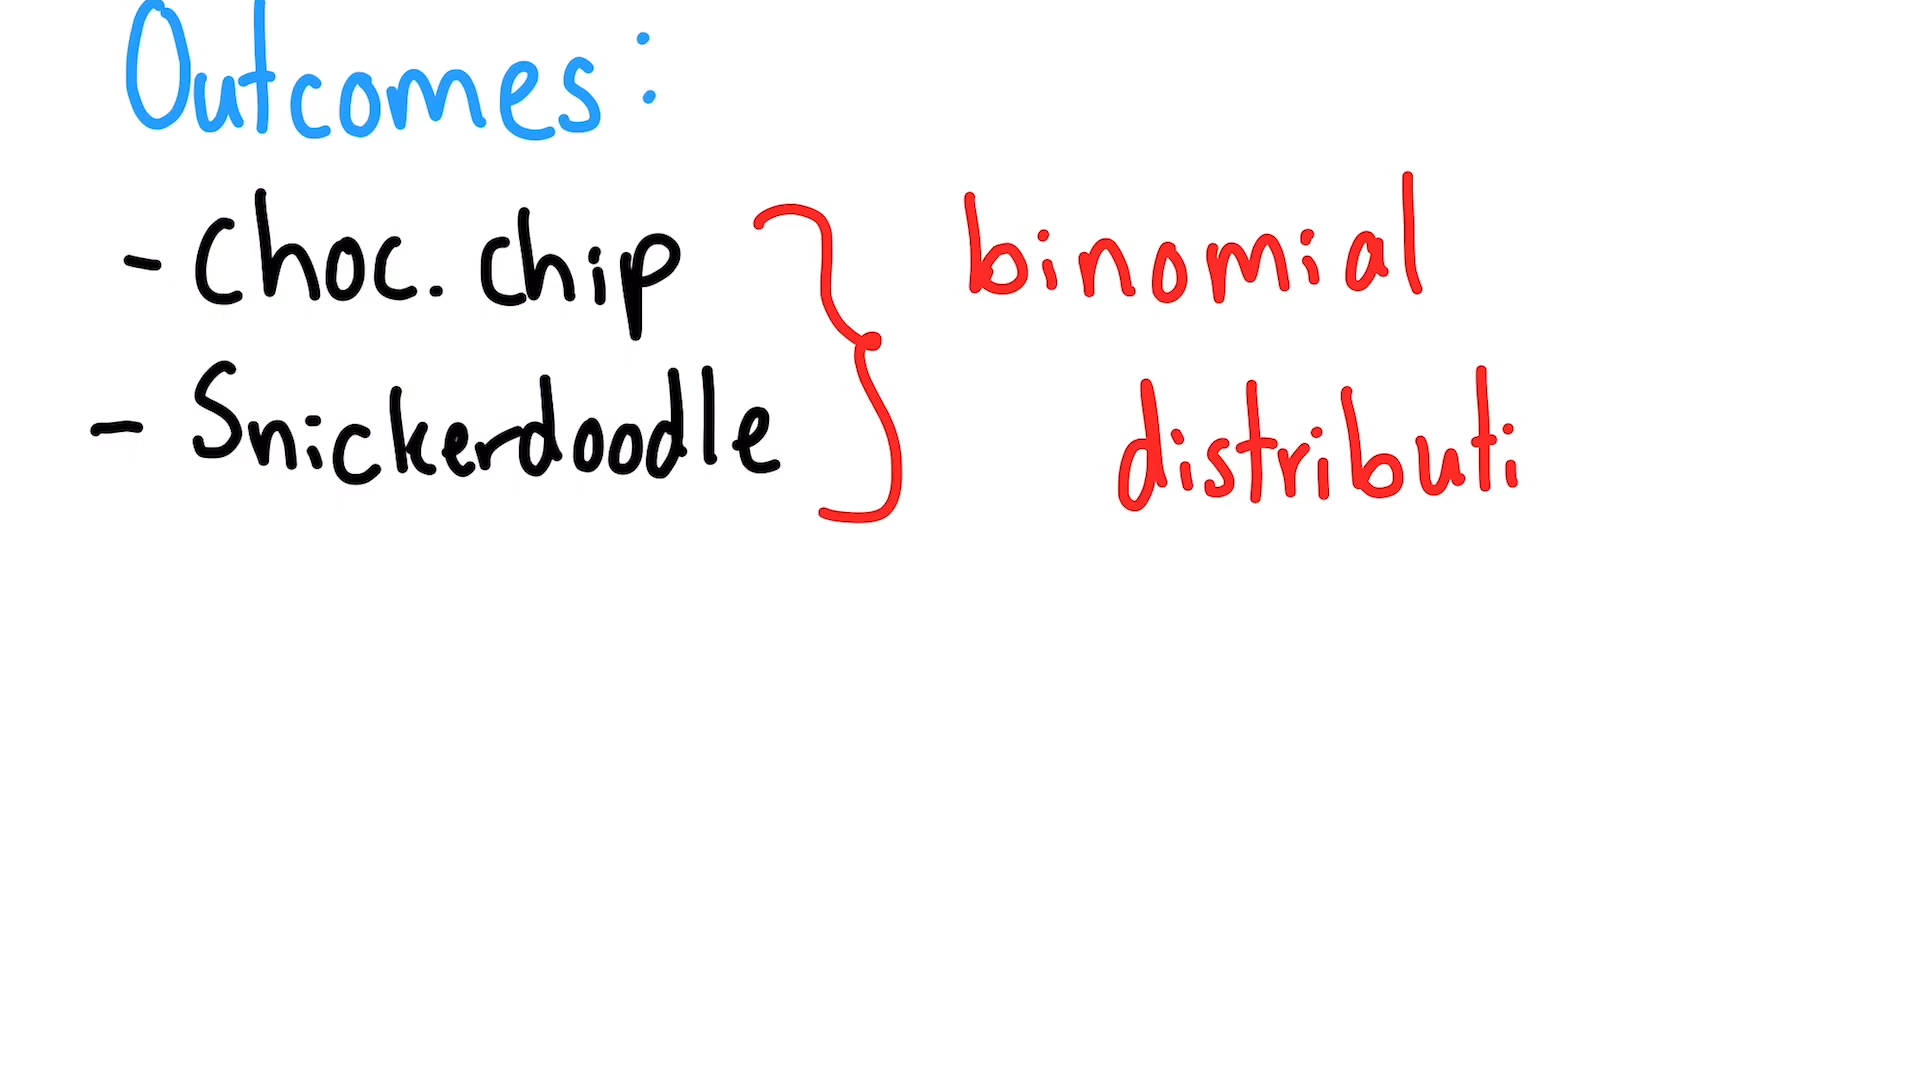 Outcomes:
- Choc. chip
- Snickerdoodle
binomial
distributi